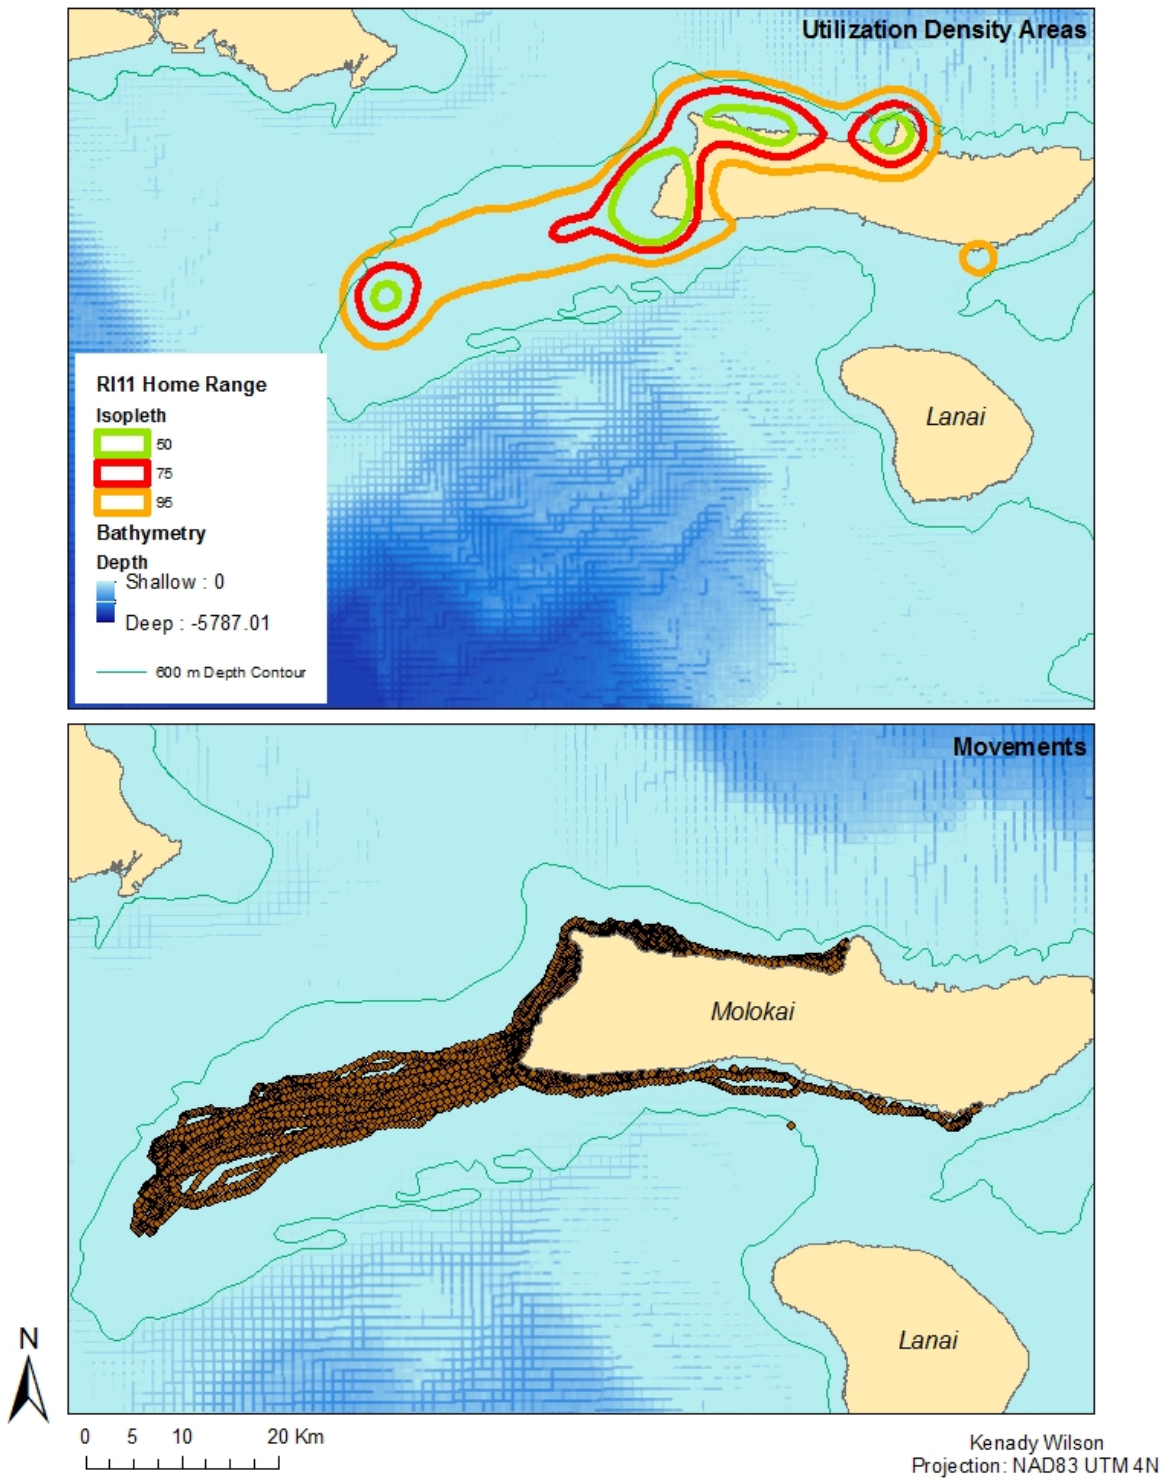 Utilization Density Areas
Lanai
RI11 Home Range
Isopleth
50
75
95
Bathymetry
Depth
Shallow : 0
Deep : -5787.01
600 m Depth Contour
Movements
Molokai
Lanai
N
0 5 10 20 Km
Kenady Wilson
Projection: NAD83 UTM 4N